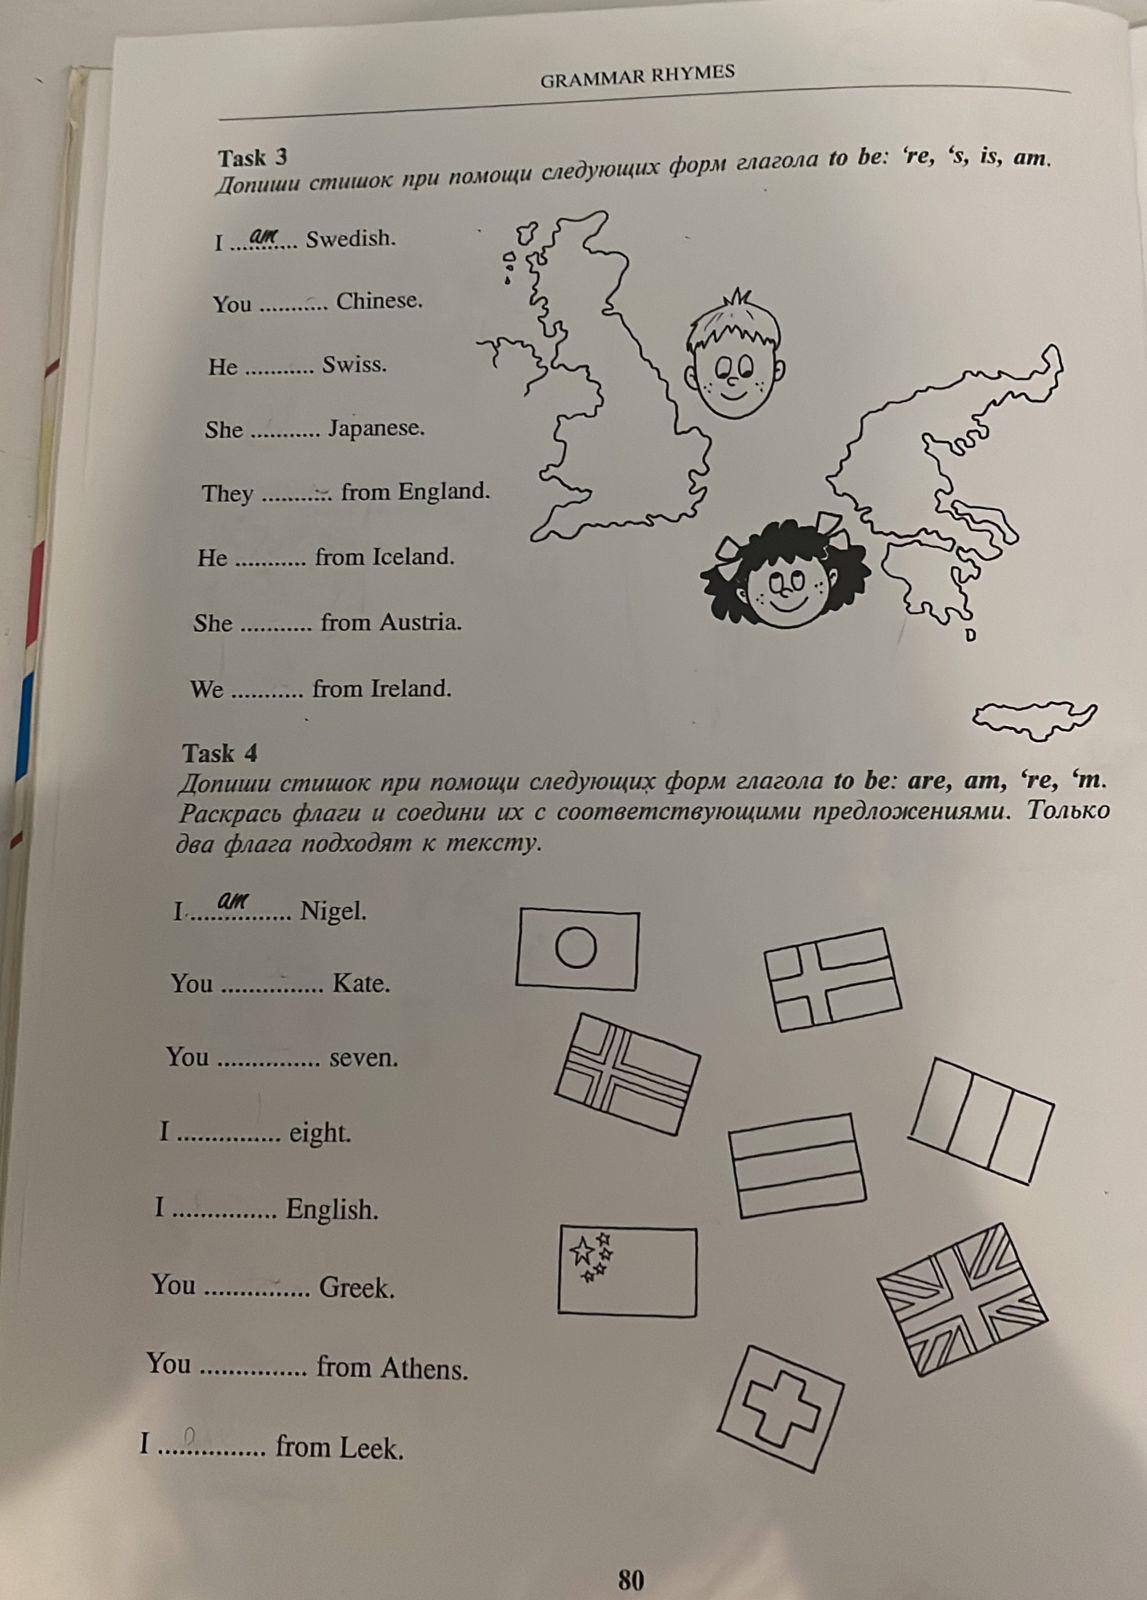 GRAMMAR RHYMES
Task 3
Допиши стишок при помощи следующих форм глагола to be: ‘re, ‘s, is, am.
I ...am... Swedish.
You ........... Chinese.
He ........... Swiss.
She ........... Japanese.
They ........... from England.
He ........... from Iceland.
She ........... from Austria.
We ........... from Ireland.
Task 4
Допиши стишок при помощи следующих форм глагола to be: are, am, ‘re, ‘m.
Раскрась флаги и соедини их с соответствующими предложениями. Только
два флага подходят к тексту.
I ....am.......... Nigel.
You ............... Kate.
You ............... seven.
I ............... eight.
I ............... English.
You ............... Greek.
You ............... from Athens.
I ............... from Leek.
80